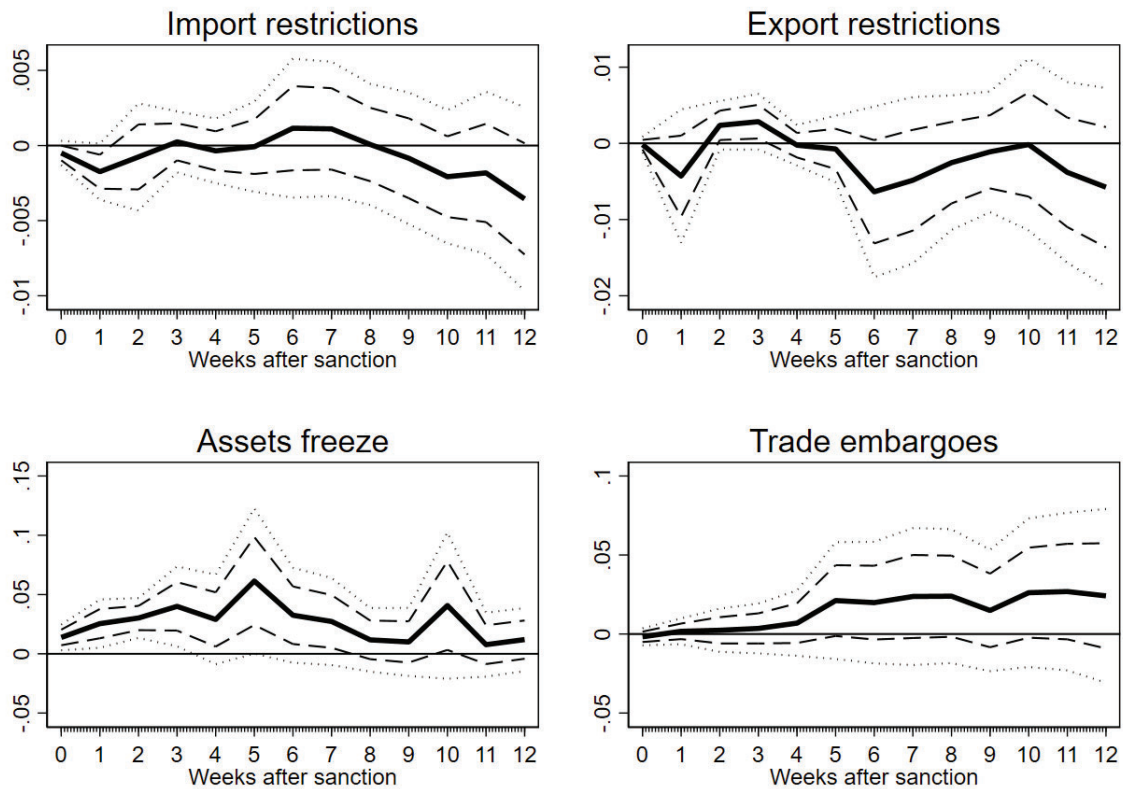 Import restrictions
.005
0
-.005
-.01
0 1 2 3 4 5 6 7 8 9 10 11 12
Weeks after sanction
Export restrictions
.01
0
-.01
-.02
0 1 2 3 4 5 6 7 8 9 10 11 12
Weeks after sanction
Assets freeze
.15
.1
.05
0
-.05
0 1 2 3 4 5 6 7 8 9 10 11 12
Weeks after sanction
Trade embargoes
.1
.05
0
-.05
0 1 2 3 4 5 6 7 8 9 10 11 12
Weeks after sanction